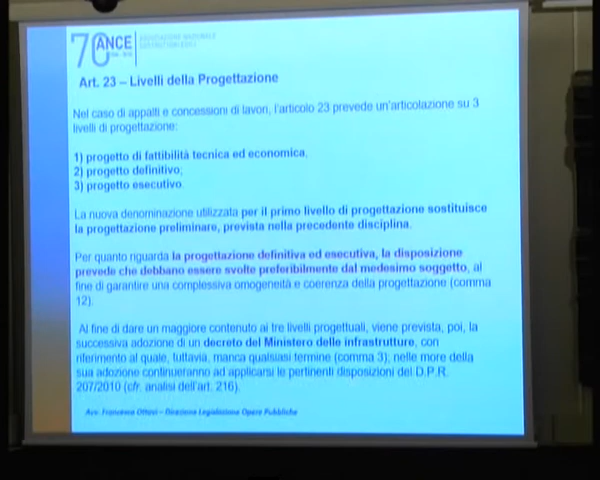 70 ANCE ASSOCIAZIONE NAZIONALE
COSTRUTTORI EDILI
Art. 23 – Livelli della Progettazione
Nel caso di appalti e concessioni di lavori, l'articolo 23 prevede un'articolazione su 3
livelli di progettazione:
1) progetto di fattibilità tecnica ed economica;
2) progetto definitivo;
3) progetto esecutivo.
La nuova denominazione utilizzata per il primo livello di progettazione sostituisce
la progettazione preliminare, prevista nella precedente disciplina.
Per quanto riguarda la progettazione definitiva ed esecutiva, la disposizione
prevede che debbano essere svolte preferibilmente dal medesimo soggetto, al
fine di garantire una complessiva omogeneità e coerenza della progettazione (comma
12).
Al fine di dare un maggiore contenuto ai tre livelli progettuali, viene prevista, poi, la
successiva adozione di un decreto del Ministero delle infrastrutture, con
riferimento al quale, tuttavia, manca qualsiasi termine (comma 3); nelle more della
sua adozione continueranno ad applicarsi le pertinenti disposizioni del D.P.R.
207/2010 (cfr. analisi dell'art. 216).
Avv. Francesca Ottavi – Direzione Legislazione Opere Pubbliche